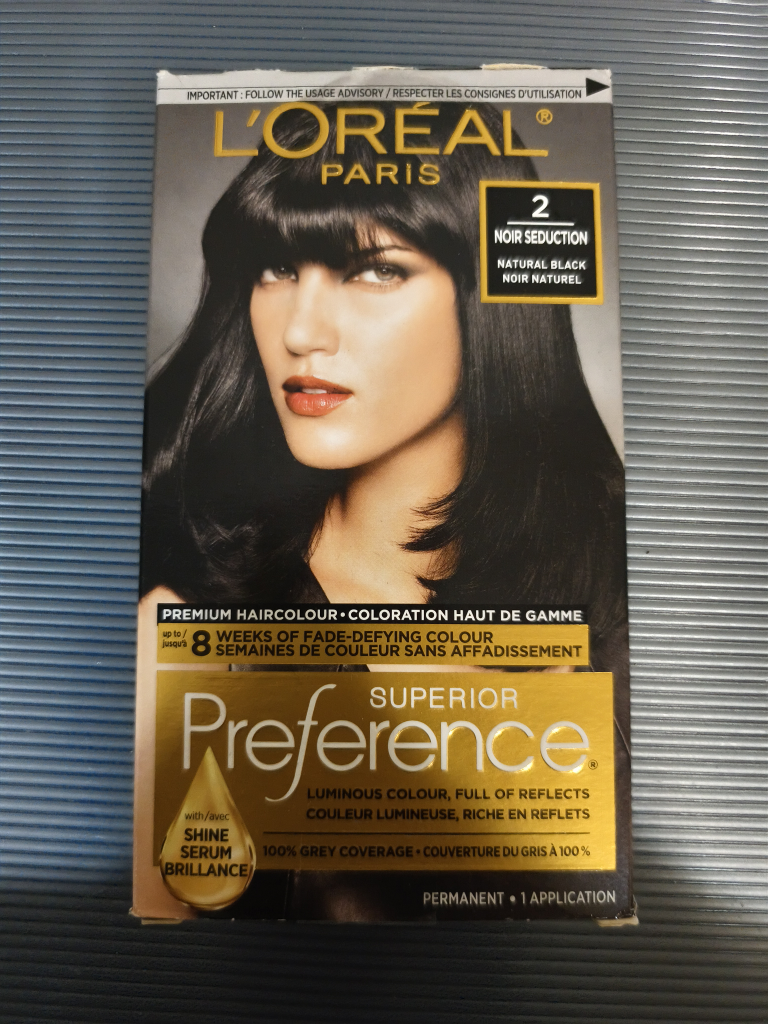 IMPORTANT : FOLLOW THE USAGE ADVISORY / RESPECTER LES CONSIGNES D'UTILISATION
L'ORÉAL®
PARIS
2
NOIR SEDUCTION
NATURAL BLACK
NOIR NATUREL
PREMIUM HAIRCOLOUR • COLORATION HAUT DE GAMME
up to / jusqu'à 8 WEEKS OF FADE-DEFYING COLOUR
SEMAINES DE COULEUR SANS AFFADISSEMENT
SUPERIOR
Preference®
LUMINOUS COLOUR, FULL OF REFLECTS
COULEUR LUMINEUSE, RICHE EN REFLETS
with/avec
SHINE
SERUM
BRILLANCE
100% GREY COVERAGE • COUVERTURE DU GRIS À 100 %
PERMANENT • 1 APPLICATION